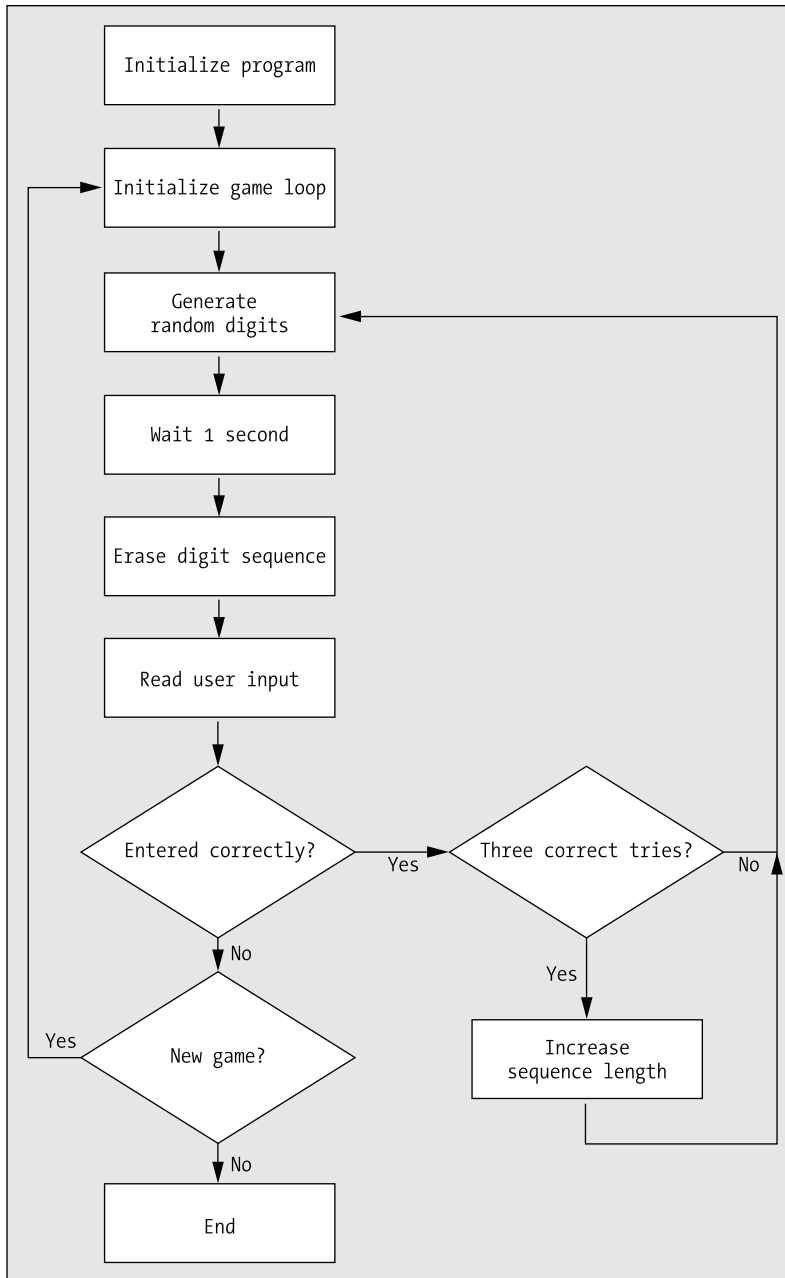 Initialize program
Initialize game loop
Generate
random digits
Wait 1 second
Erase digit sequence
Read user input
Entered correctly?
Yes
Three correct tries?
No
No
Yes
Yes
New game?
Increase
sequence length
No
End